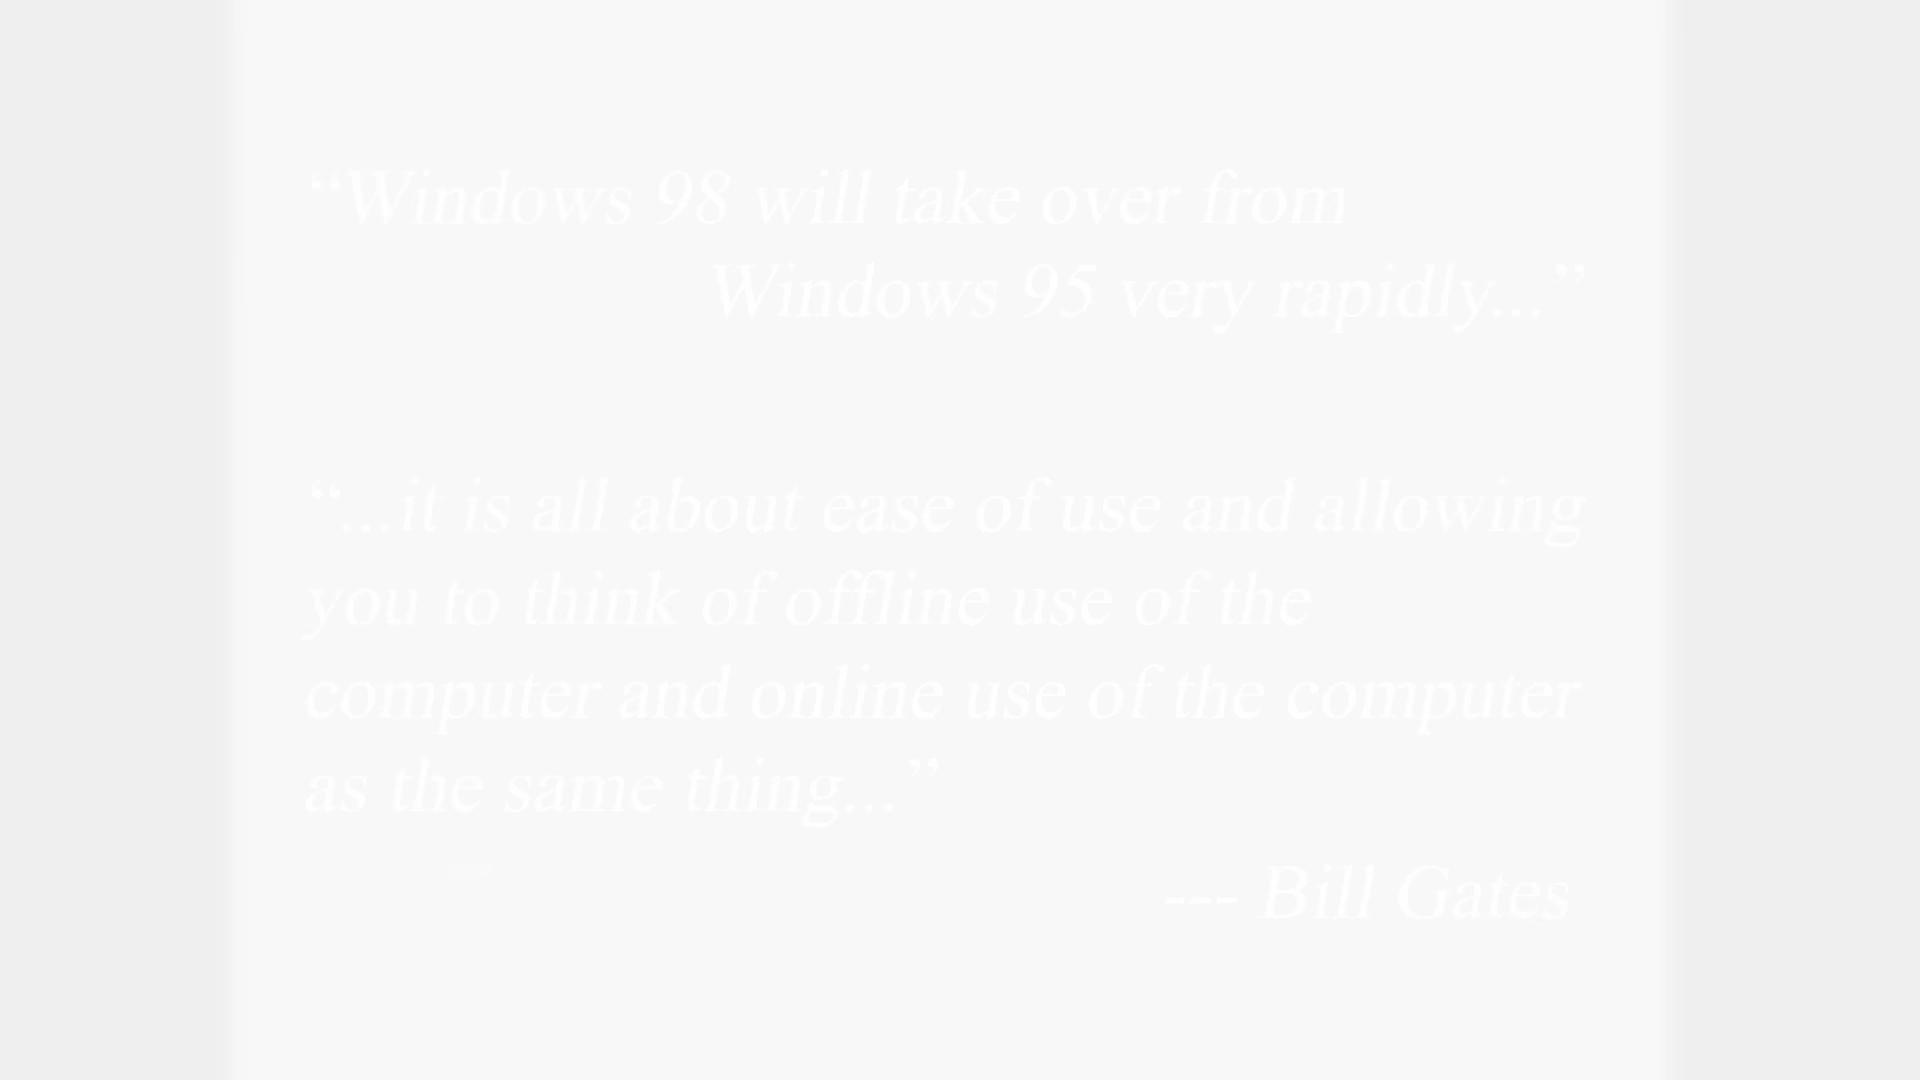 “Windows 98 will take over from
Windows 95 very rapidly...”
“...it is all about ease of use and allowing
you to think of offline use of the
computer and online use of the computer
as the same thing...”
--- Bill Gates